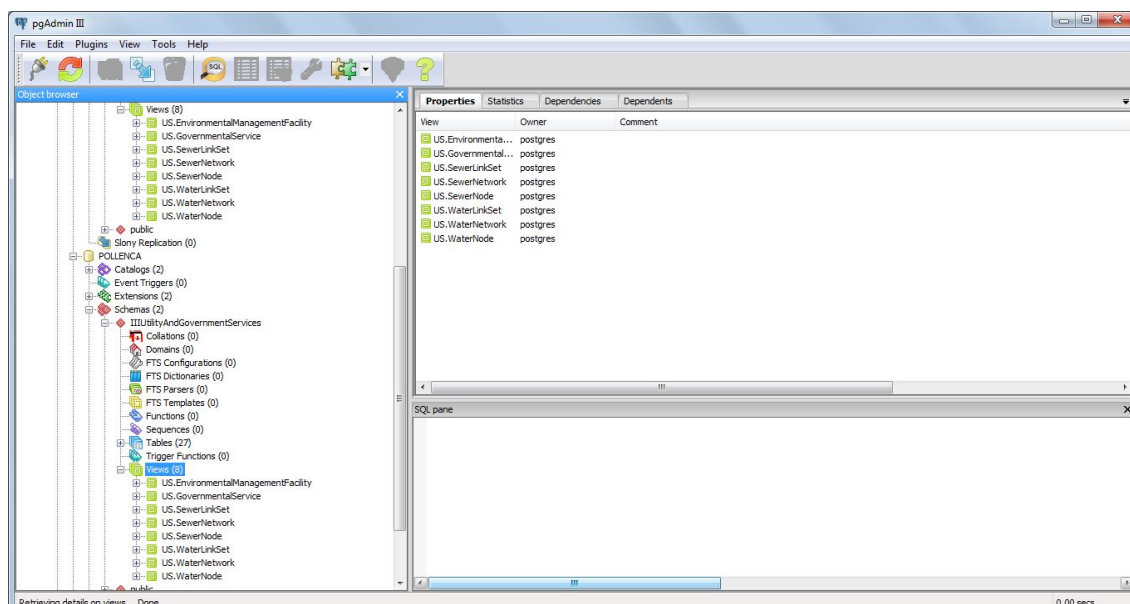 pgAdmin III
File Edit Plugins View Tools Help
SQL
Object browser
Views (8)
US.EnvironmentalManagementFacility
US.GovernmentalService
US.SewerLinkSet
US.SewerNetwork
US.SewerNode
US.WaterLinkSet
US.WaterNetwork
US.WaterNode
public
Slony Replication (0)
POLLENCA
Catalogs (2)
Event Triggers (0)
Extensions (2)
Schemas (2)
IIIUtilityAndGovernmentServices
Collations (0)
Domains (0)
FTS Configurations (0)
FTS Dictionaries (0)
FTS Parsers (0)
FTS Templates (0)
Functions (0)
Sequences (0)
Tables (27)
Trigger Functions (0)
Views (8)
US.EnvironmentalManagementFacility
US.GovernmentalService
US.SewerLinkSet
US.SewerNetwork
US.SewerNode
US.WaterLinkSet
US.WaterNetwork
US.WaterNode
public
Properties Statistics Dependencies Dependents
View Owner Comment
US.Environmenta... postgres
US.Governmental... postgres
US.SewerLinkSet postgres
US.SewerNetwork postgres
US.SewerNode postgres
US.WaterLinkSet postgres
US.WaterNetwork postgres
US.WaterNode postgres
SQL pane
Retrieving details on views... Done. 0.00 secs